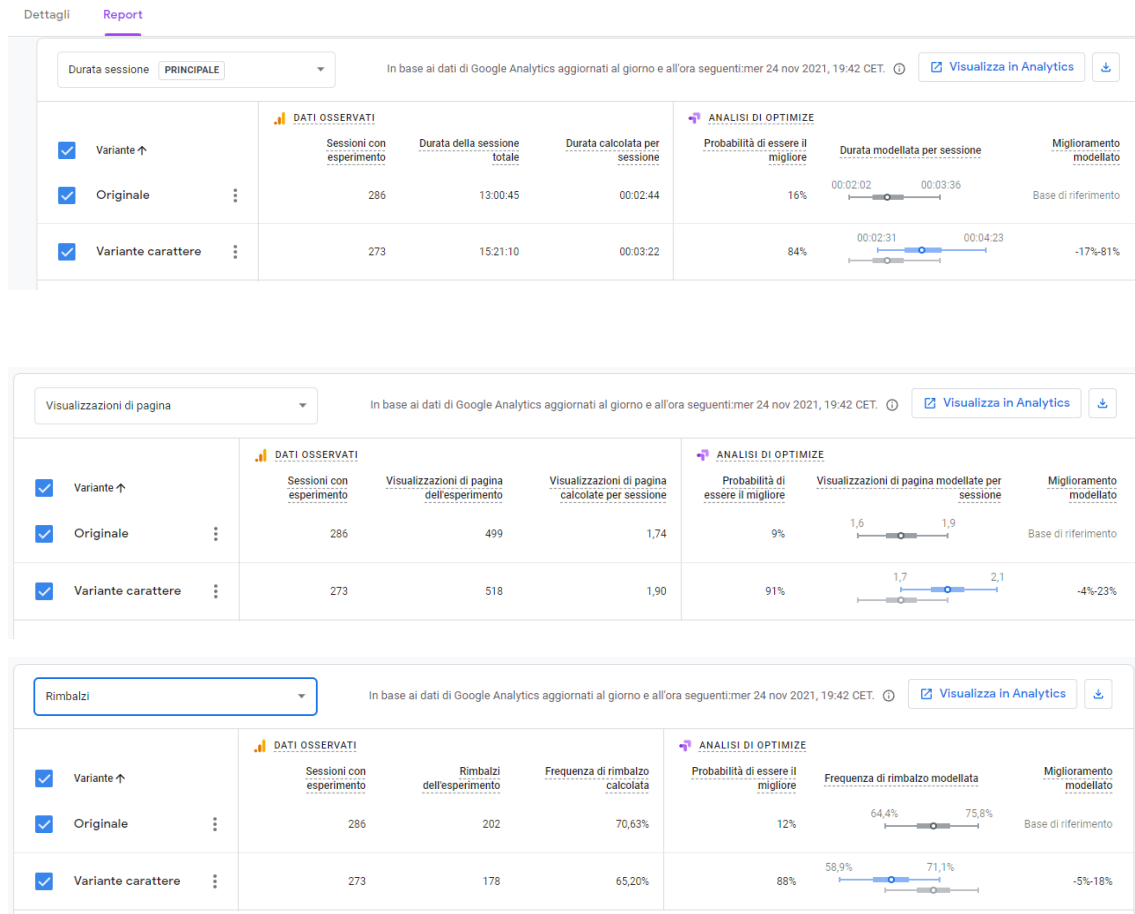 Dettagli Report
Durata sessione PRINCIPALE In base ai dati di Google Analytics aggiornati al giorno e all'ora seguenti:mer 24 nov 2021, 19:42 CET. Visualizza in Analytics
DATI OSSERVATI ANALISI DI OPTIMIZE
Variante Sessioni con esperimento Durata della sessione totale Durata calcolata per sessione Probabilità di essere il migliore Durata modellata per sessione Miglioramento modellato
Originale 286 13:00:45 00:02:44 16% 00:02:02 00:03:36 Base di riferimento
Variante carattere 273 15:21:10 00:03:22 84% 00:02:31 00:04:23 -17%-81%
Visualizzazioni di pagina In base ai dati di Google Analytics aggiornati al giorno e all'ora seguenti:mer 24 nov 2021, 19:42 CET. Visualizza in Analytics
DATI OSSERVATI ANALISI DI OPTIMIZE
Variante Sessioni con esperimento Visualizzazioni di pagina dell'esperimento Visualizzazioni di pagina calcolate per sessione Probabilità di essere il migliore Visualizzazioni di pagina modellate per sessione Miglioramento modellato
Originale 286 499 1,74 9% 1,6 1,9 Base di riferimento
Variante carattere 273 518 1,90 91% 1,7 2,1 -4%-23%
Rimbalzi In base ai dati di Google Analytics aggiornati al giorno e all'ora seguenti:mer 24 nov 2021, 19:42 CET. Visualizza in Analytics
DATI OSSERVATI ANALISI DI OPTIMIZE
Variante Sessioni con esperimento Rimbalzi dell'esperimento Frequenza di rimbalzo calcolata Probabilità di essere il migliore Frequenza di rimbalzo modellata Miglioramento modellato
Originale 286 202 70,63% 12% 64,4% 75,8% Base di riferimento
Variante carattere 273 178 65,20% 88% 58,9% 71,1% -5%-18%